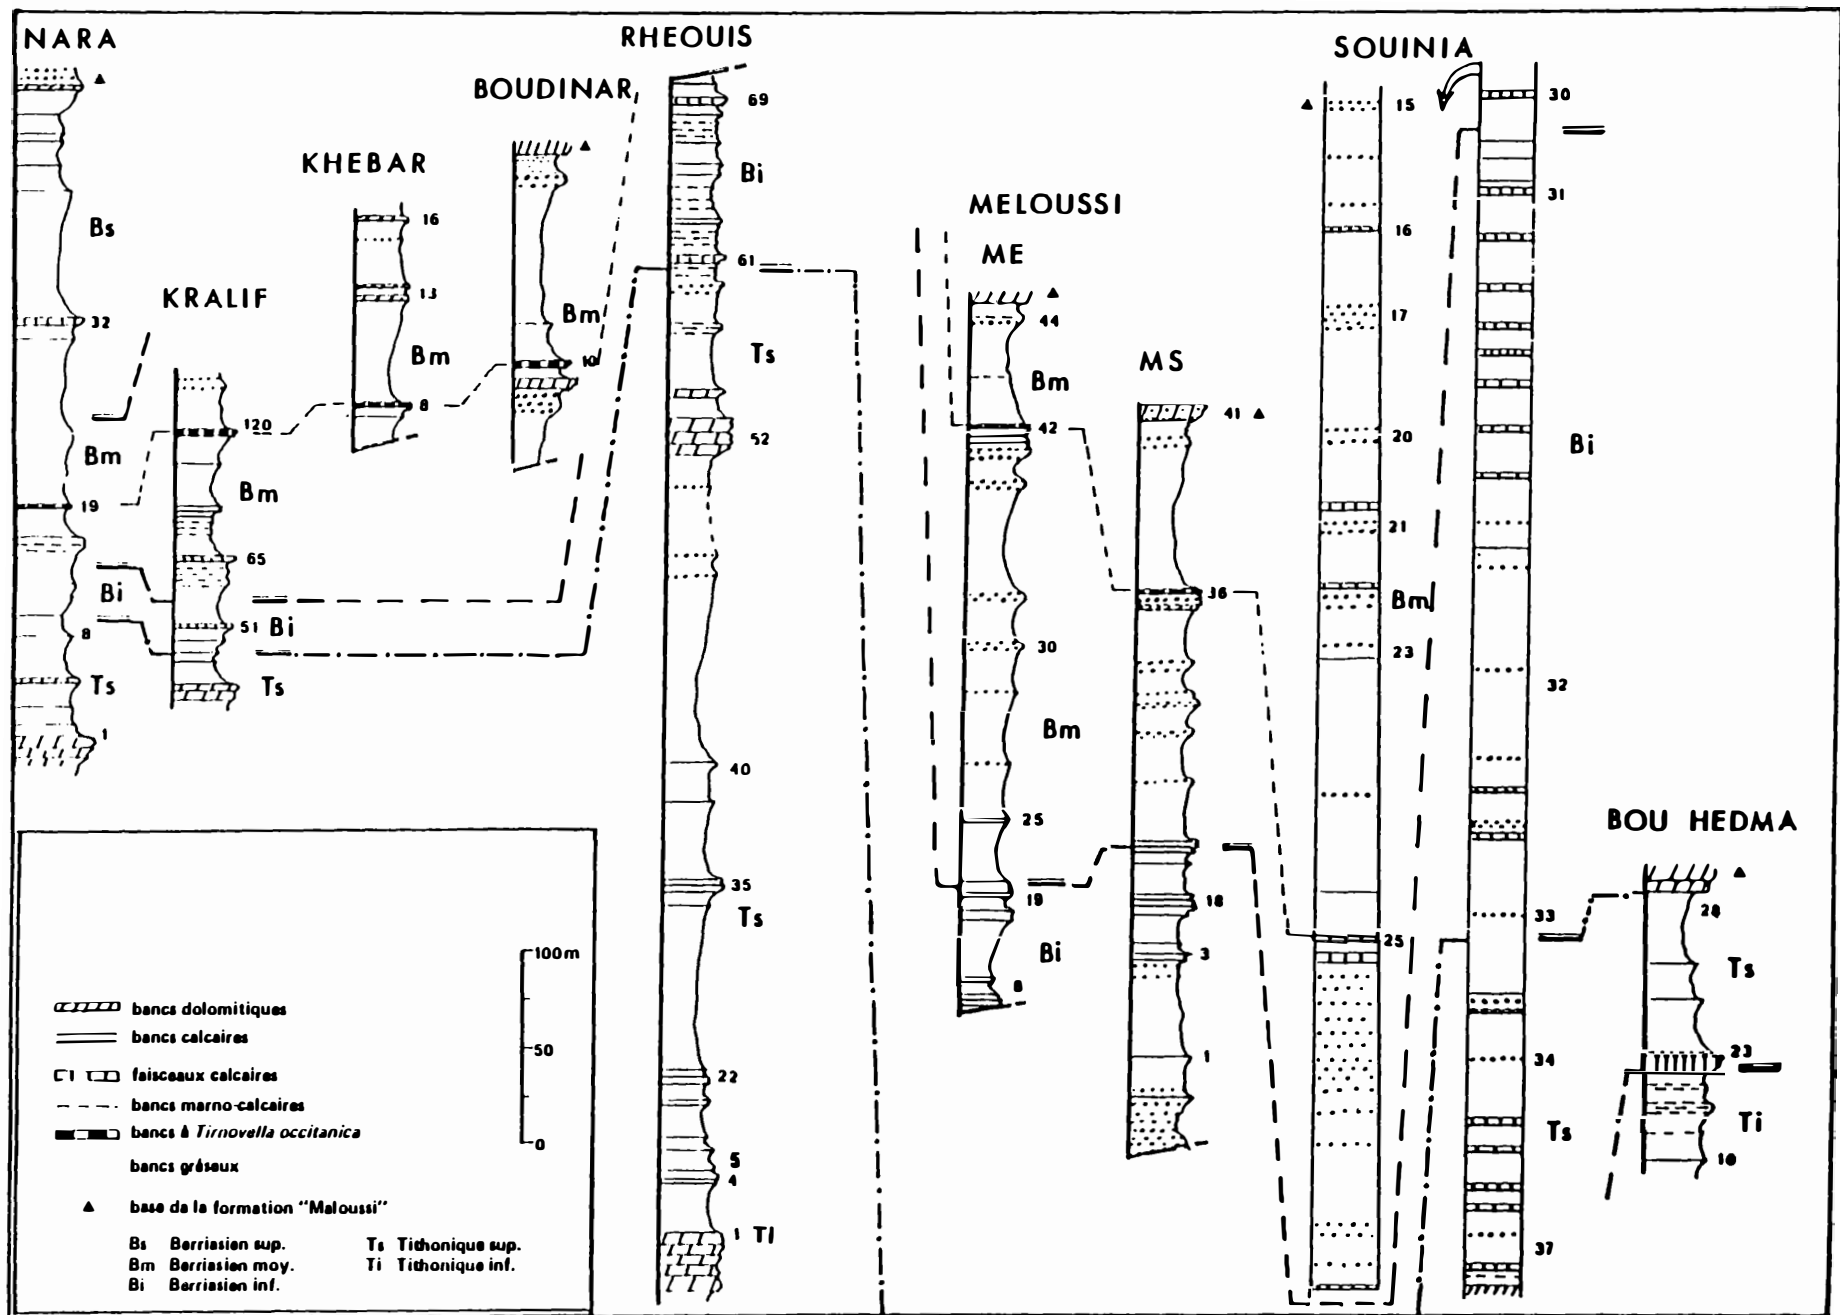 NARA
Bs
32
Bm
19
Bi
8
Ts
1
KRALIF
120
Bm
65
51
Bi
Ts
KHEBAR
16
13
Bm
8
BOUDINAR
Bm
10
RHEOUIS
69
Bi
61
Ts
52
40
35
Ts
22
5
4
1
Ti
MELOUSSI
ME
44
Bm
42
30
Bm
25
19
Bi
8
MS
41
36
18
3
1
SOUINIA
15
16
17
20
21
Bm
23
25
30
31
Bi
32
33
34
Ts
37
BOU HEDMA
28
Ts
23
Ti
10
100m
50
0
bancs dolomitiques
bancs calcaires
faisceaux calcaires
bancs marno-calcaires
bancs à Tirnovella occitanica
bancs gréseux
base da la formation "Maloussi"
Bs Berriasien sup. Ts Tithonique sup.
Bm Berriasien moy. Ti Tithonique inf.
Bi Berriasien inf.